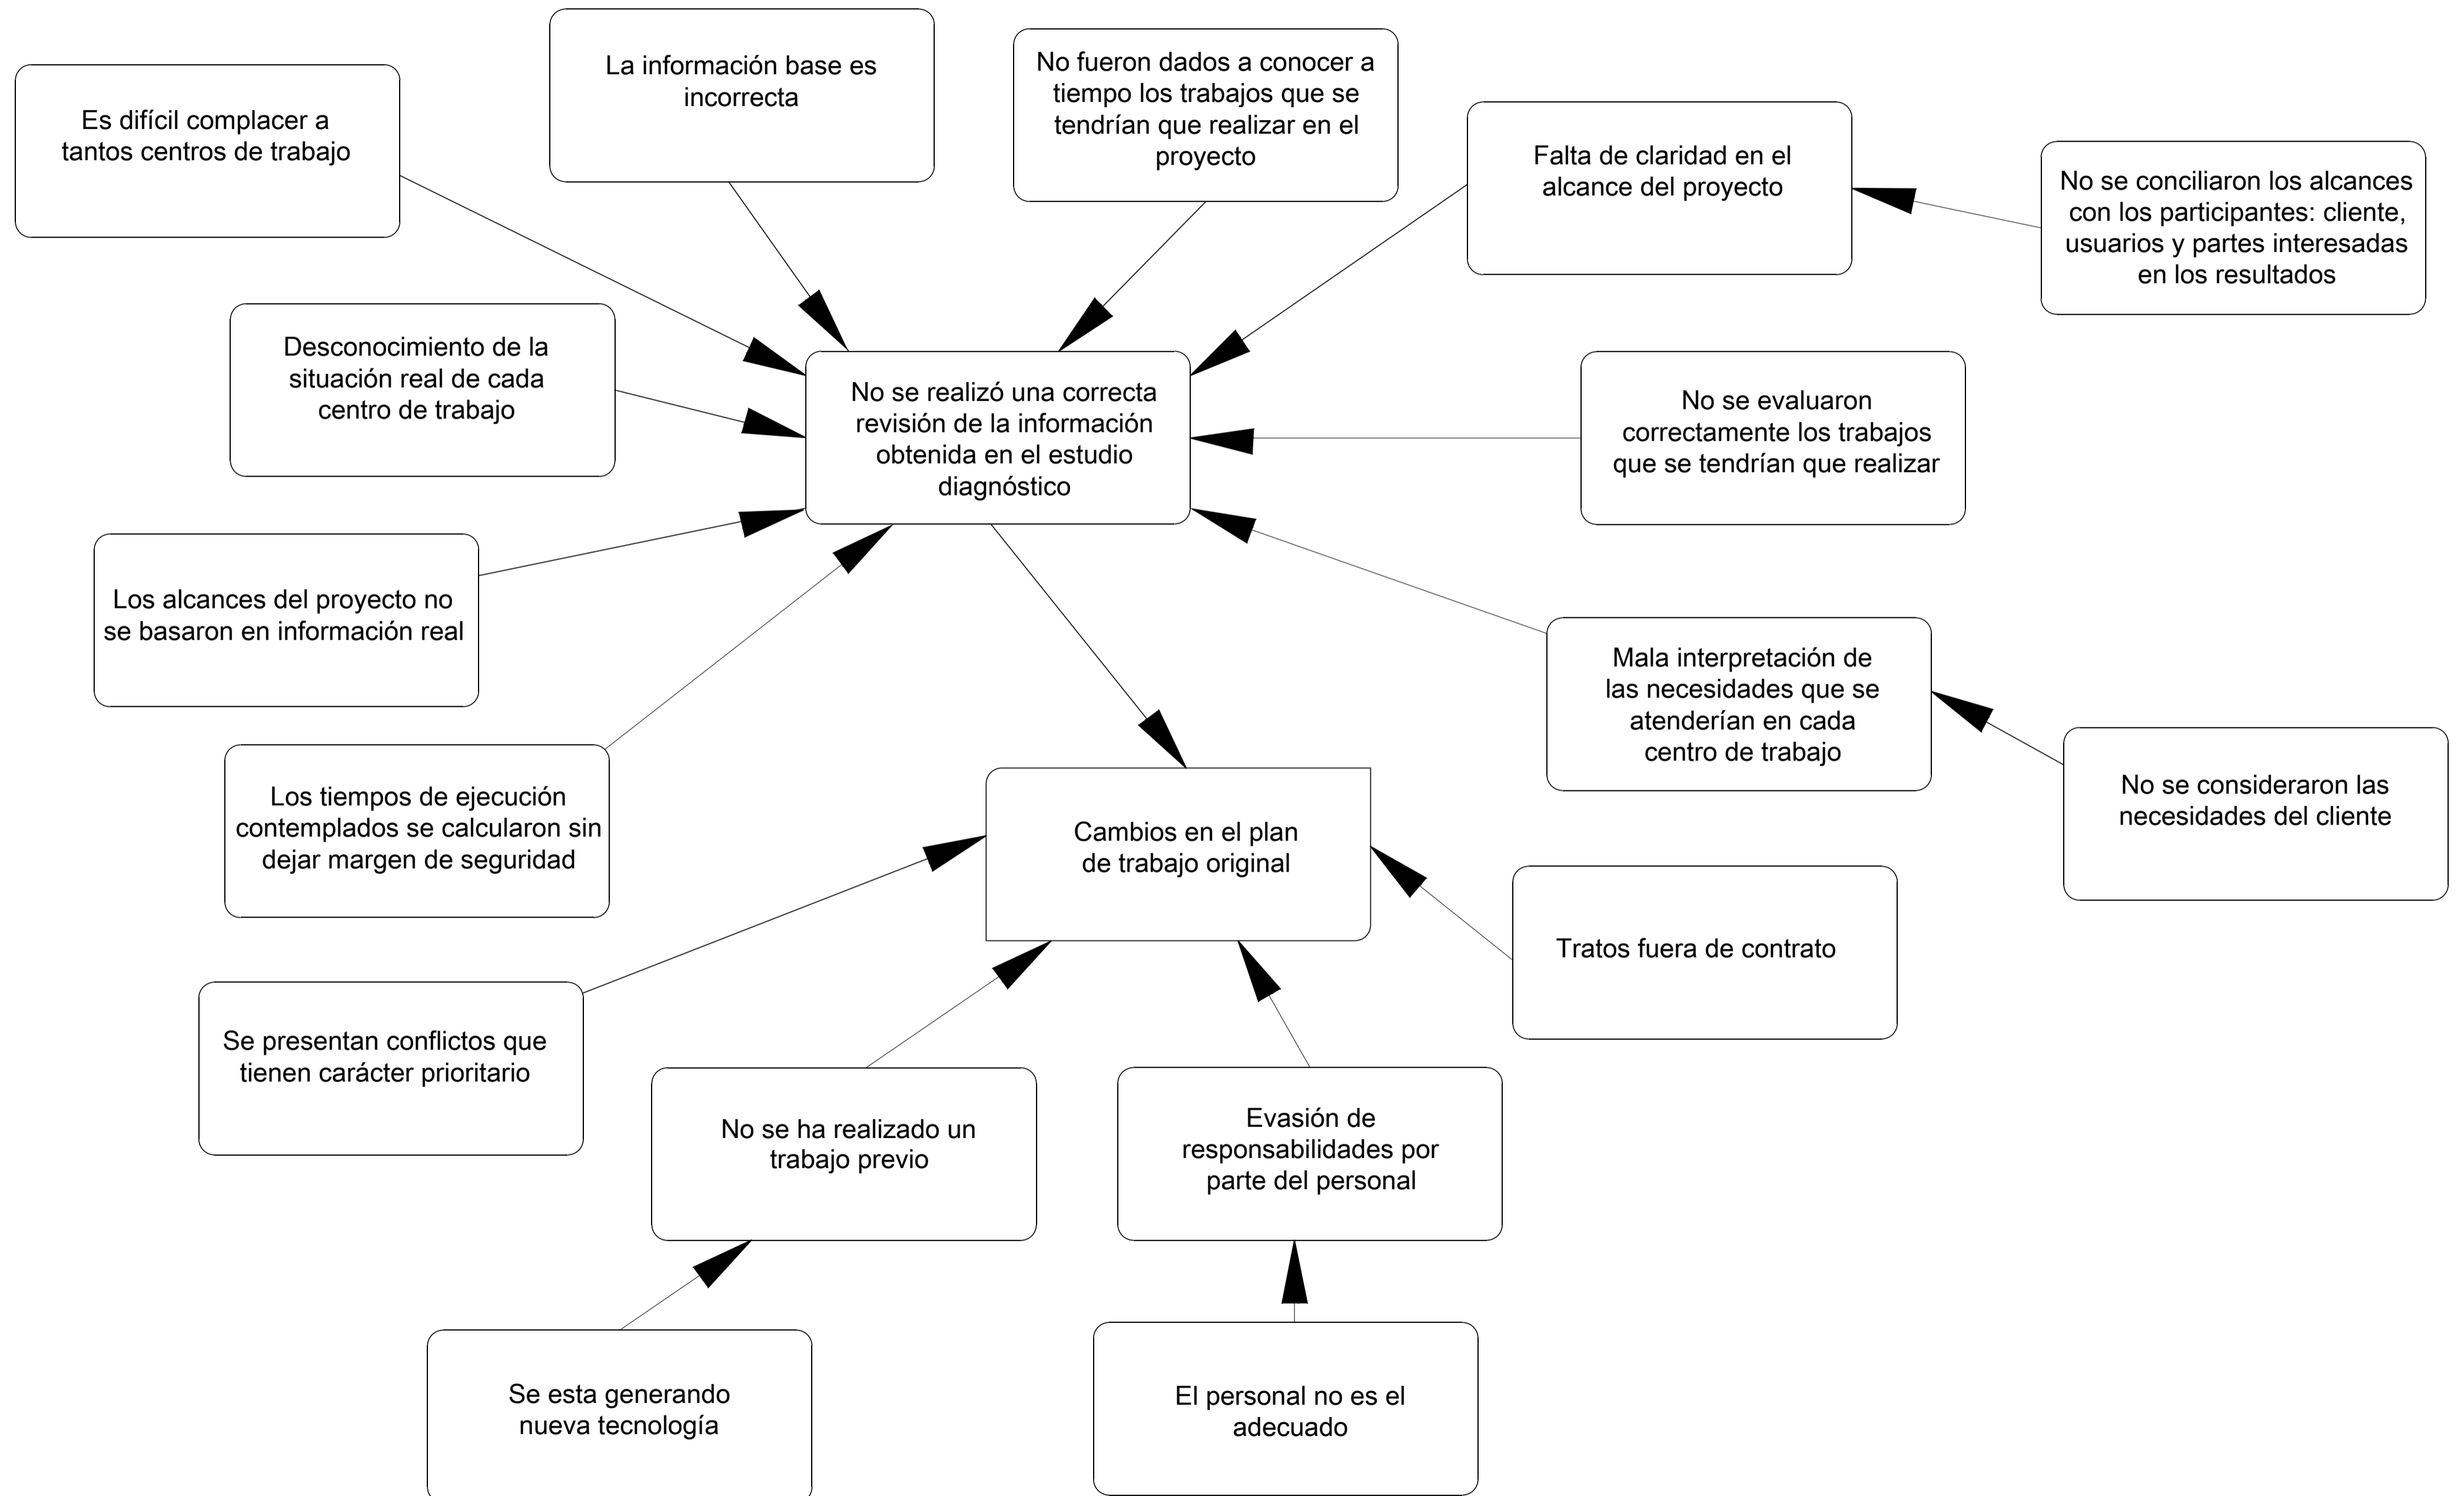 La información base es
incorrecta
No fueron dados a conocer a
tiempo los trabajos que se
tendrían que realizar en el
proyecto
Es difícil complacer a
tantos centros de trabajo
Falta de claridad en el
alcance del proyecto
No se conciliaron los alcances
con los participantes: cliente,
usuarios y partes interesadas
en los resultados
Desconocimiento de la
situación real de cada
centro de trabajo
No se realizó una correcta
revisión de la información
obtenida en el estudio
diagnóstico
No se evaluaron
correctamente los trabajos
que se tendrían que realizar
Los alcances del proyecto no
se basaron en información real
Mala interpretación de
las necesidades que se
atenderían en cada
centro de trabajo
No se consideraron las
necesidades del cliente
Los tiempos de ejecución
contemplados se calcularon sin
dejar margen de seguridad
Cambios en el plan
de trabajo original
Tratos fuera de contrato
Se presentan conflictos que
tienen carácter prioritario
No se ha realizado un
trabajo previo
Evasión de
responsabilidades por
parte del personal
Se esta generando
nueva tecnología
El personal no es el
adecuado